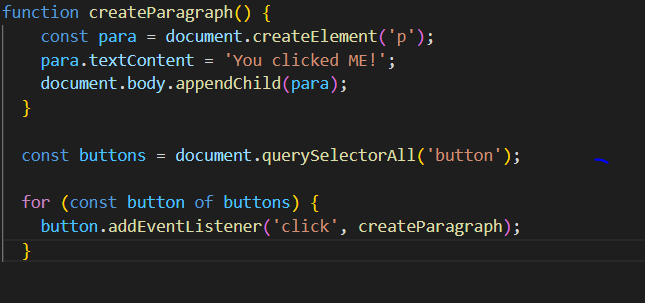 function createParagraph() {
const para = document.createElement('p');
para.textContent = 'You clicked ME!';
document.body.appendChild(para);
}
const buttons = document.querySelectorAll('button');
for (const button of buttons) {
button.addEventListener('click', createParagraph);
}